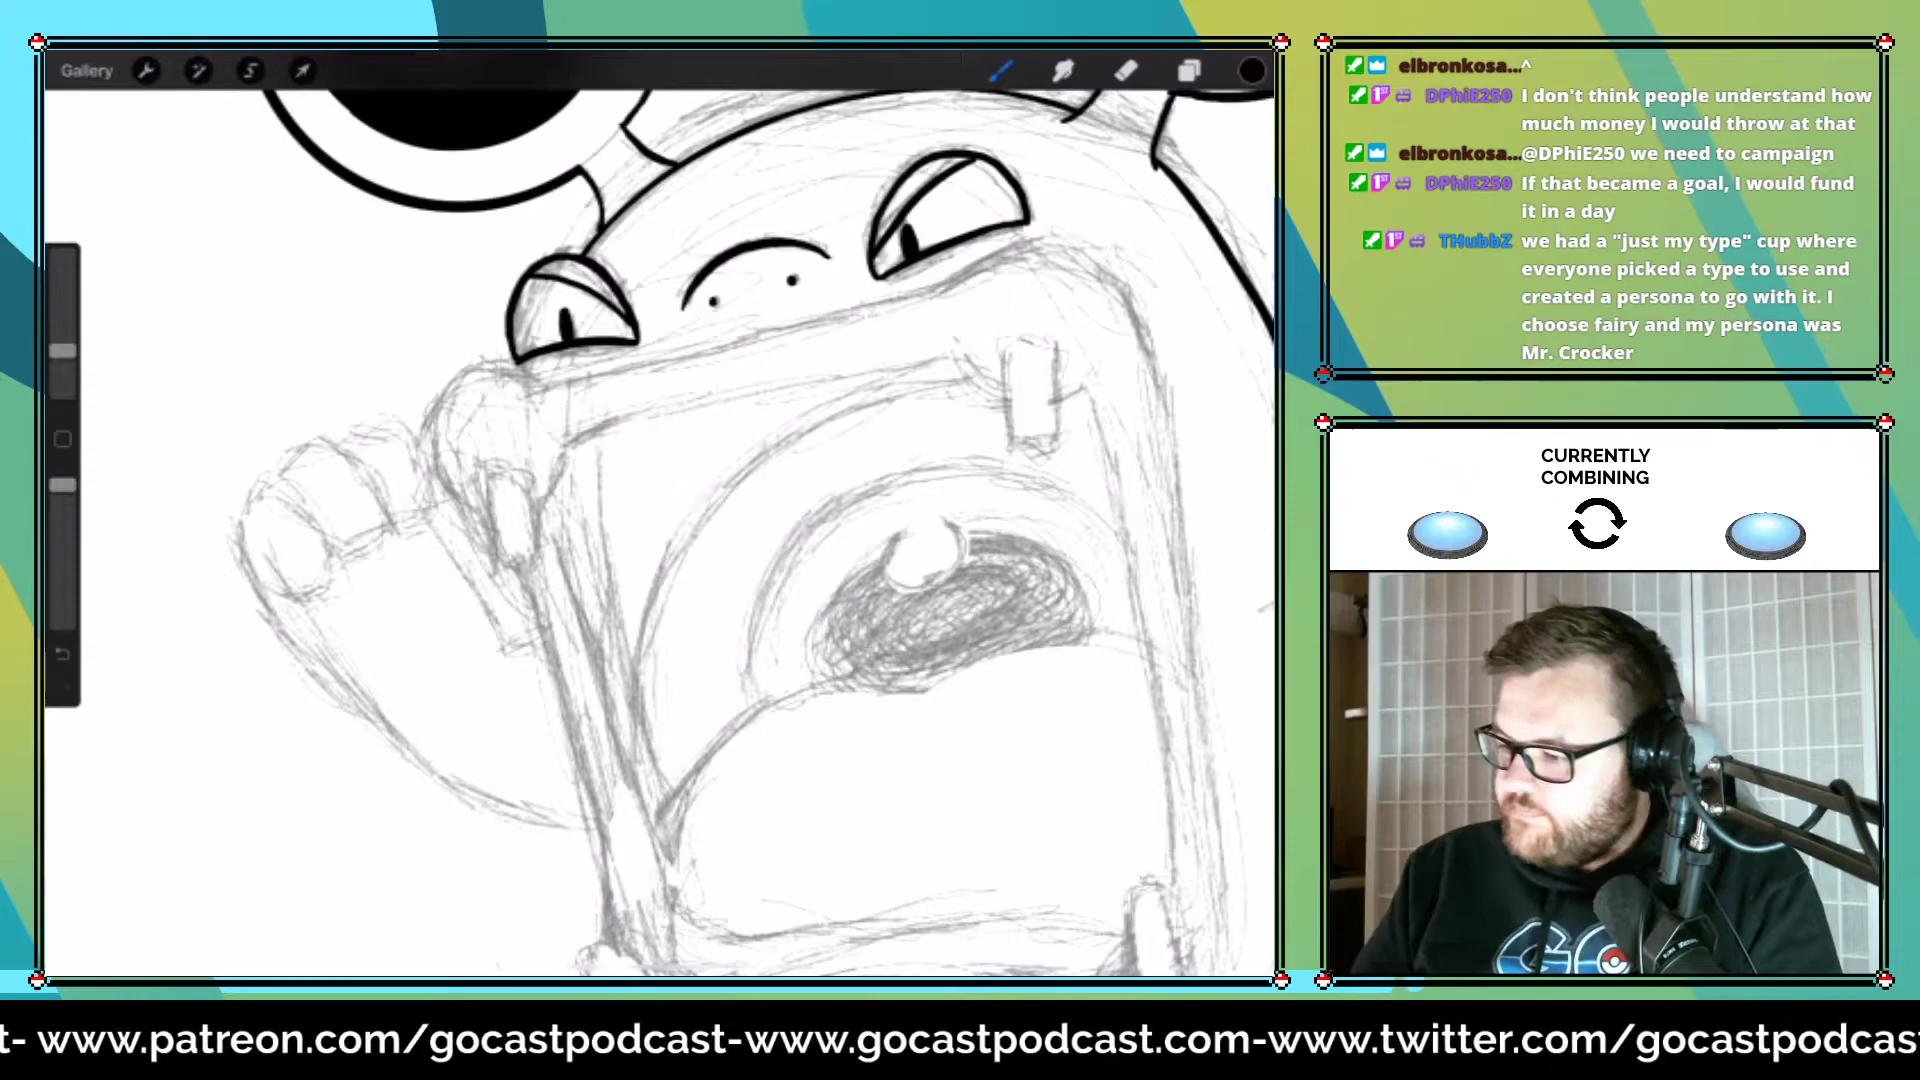 Gallery
elbronkosa...^
DPhiE250 I don't think people understand how
much money I would throw at that
elbronkosa...@DPhiE250 we need to campaign
DPhiE250 If that became a goal, I would fund
it in a day
THubbZ we had a "just my type" cup where
everyone picked a type to use and
created a persona to go with it. I
choose fairy and my persona was
Mr. Crocker
CURRENTLY
COMBINING
GO
t- www.patreon.com/gocastpodcast-www.gocastpodcast.com-www.twitter.com/gocastpodcas